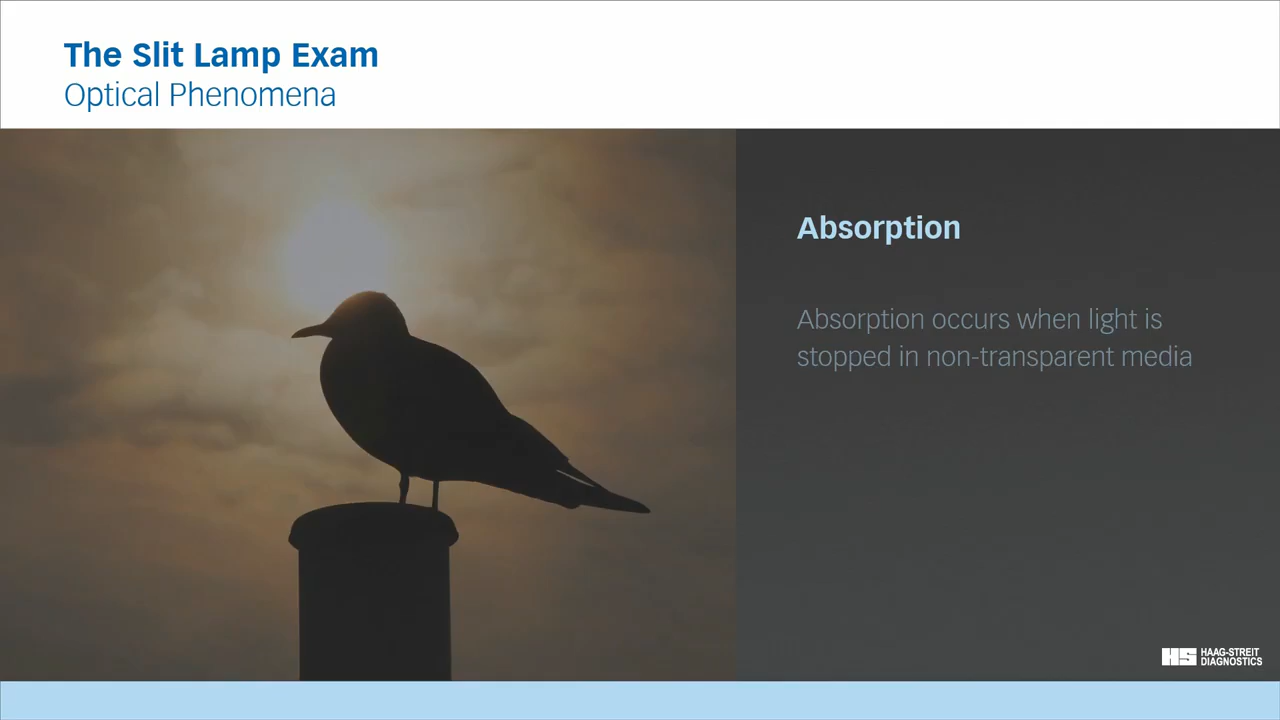 The Slit Lamp Exam
Optical Phenomena
Absorption
Absorption occurs when light is
stopped in non-transparent media
HS HAAG-STREIT
DIAGNOSTICS